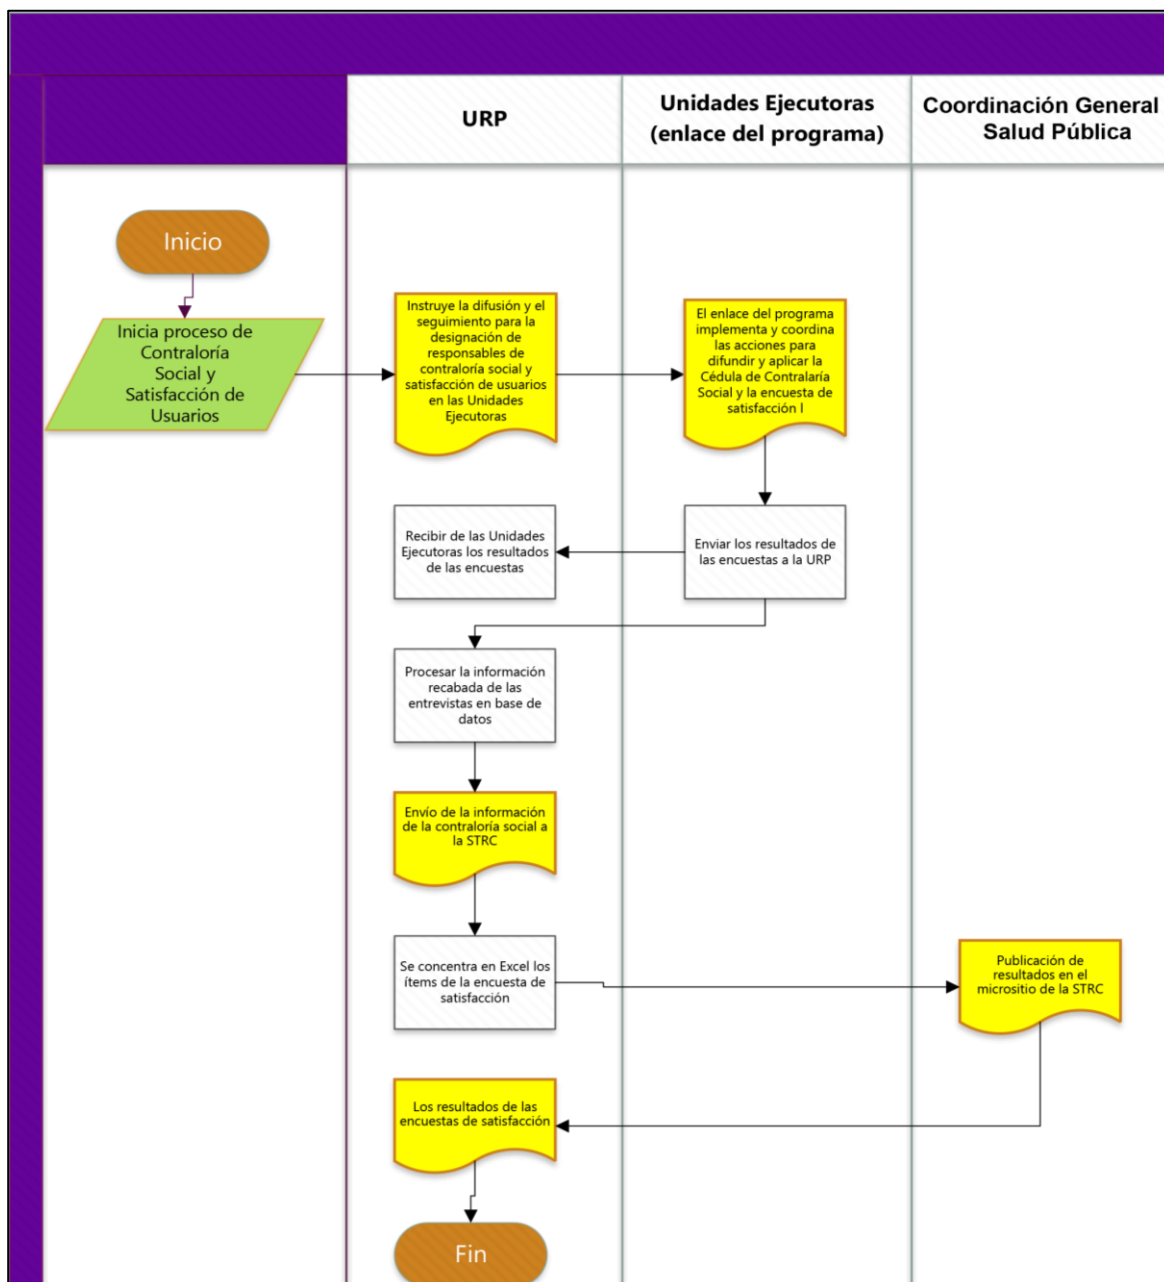 URP
Unidades Ejecutoras
(enlace del programa)
Coordinación General
Salud Pública
Inicio
Inicia proceso de
Contraloría
Social y
Satisfacción de
Usuarios
Instruye la difusión y el
seguimiento para la
designación de
responsables de
contraloría social y
satisfacción de usuarios
en las Unidades
Ejecutoras
El enlace del programa
implementa y coordina
las acciones para
difundir y aplicar la
Cédula de Contralaría
Social y la encuesta de
satisfacción l
Recibir de las Unidades
Ejecutoras los resultados
de las encuestas
Enviar los resultados de
las encuestas a la URP
Procesar la información
recabada de las
entrevistas en base de
datos
Envío de la información
de la contraloría social a
la STRC
Se concentra en Excel los
ítems de la encuesta de
satisfacción
Publicación de
resultados en el
micrositio de la STRC
Los resultados de las
encuestas de satisfacción
Fin